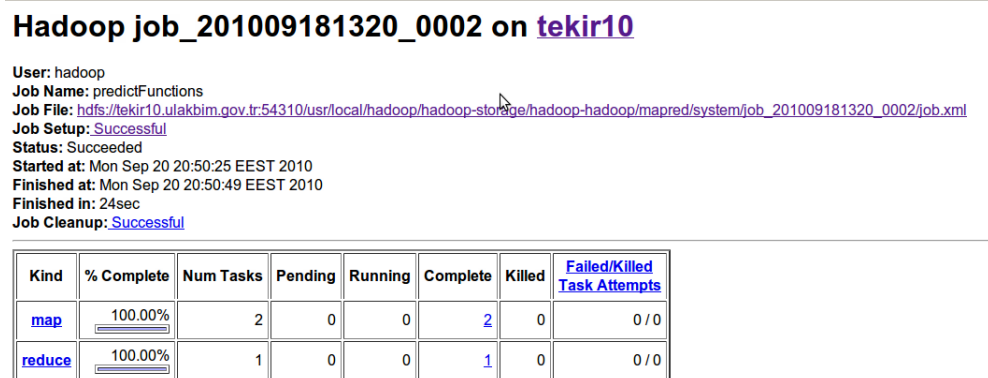 Hadoop job_201009181320_0002 on tekir10
User: hadoop
Job Name: predictFunctions
Job File: hdfs://tekir10.ulakbim.gov.tr:54310/usr/local/hadoop/hadoop-storage/hadoop-hadoop/mapred/system/job_201009181320_0002/job.xml
Job Setup: Successful
Status: Succeeded
Started at: Mon Sep 20 20:50:25 EEST 2010
Finished at: Mon Sep 20 20:50:49 EEST 2010
Finished in: 24sec
Job Cleanup: Successful
Kind % Complete Num Tasks Pending Running Complete Killed Failed/Killed
Task Attempts
map 100.00% 2 0 0 2 0 0 / 0
reduce 100.00% 1 0 0 1 0 0 / 0